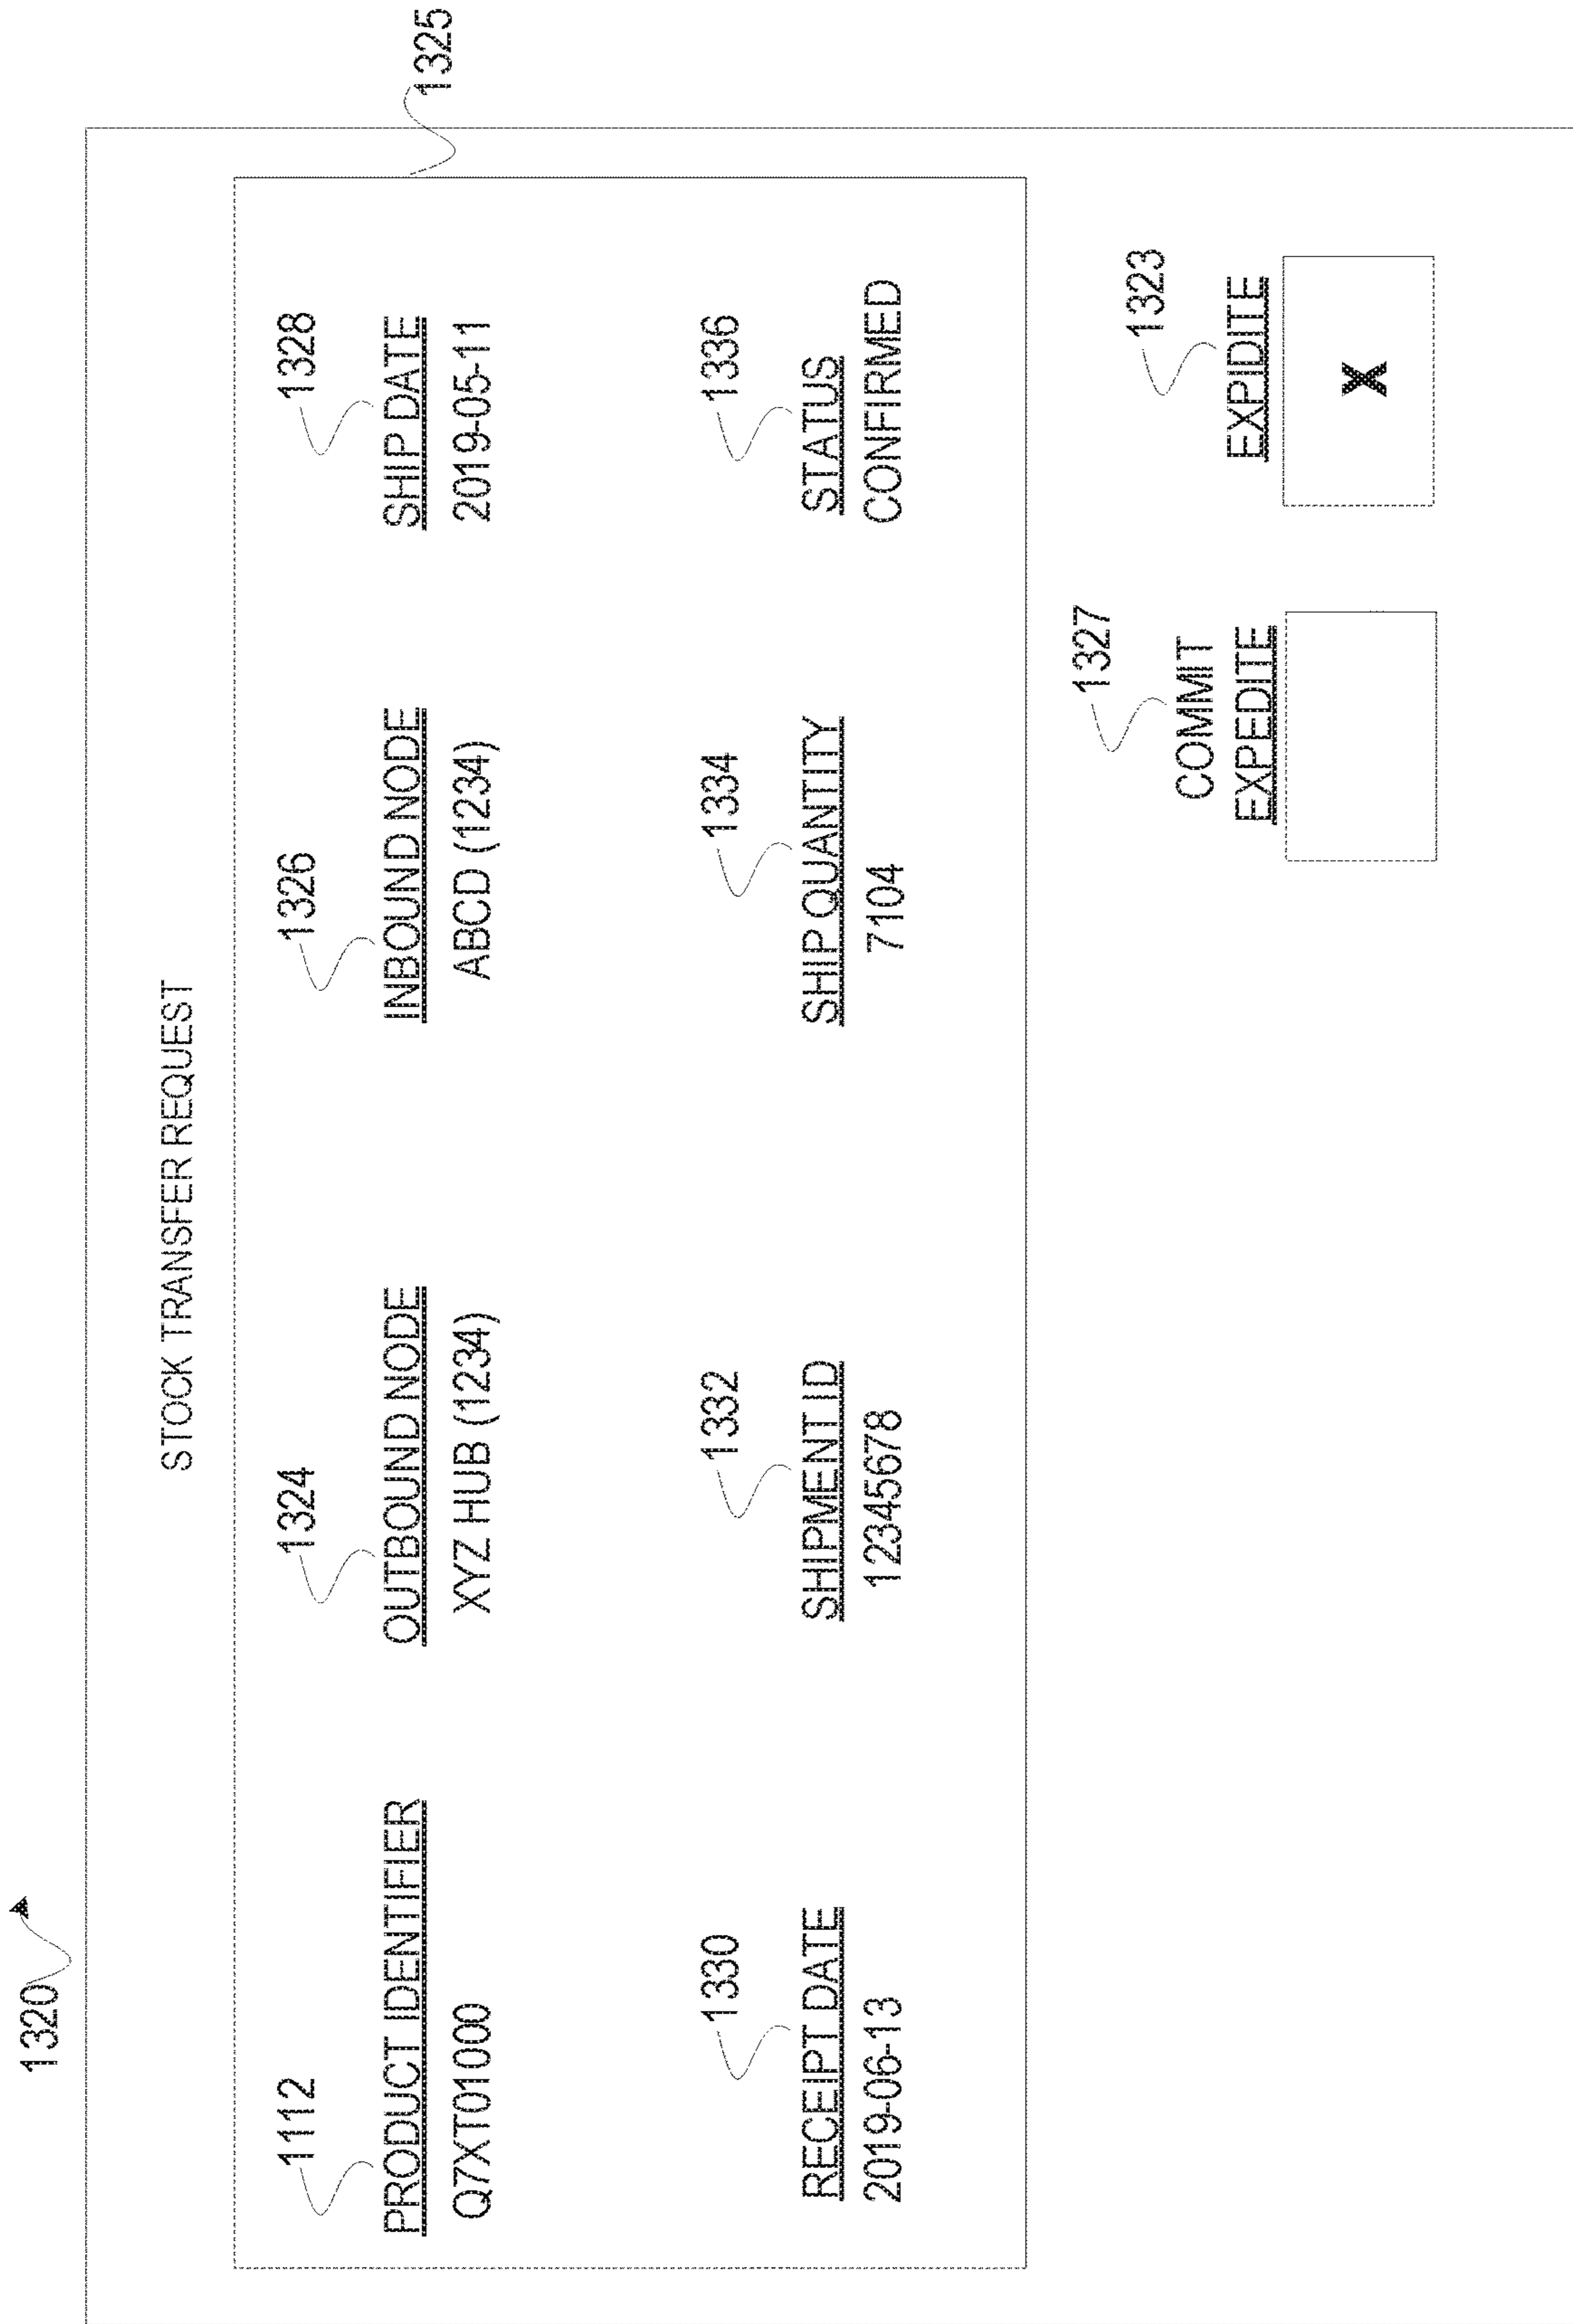 1320
STOCK TRANSFER REQUEST
1325
1112
1324
1326
1328
PRODUCT IDENTIFIER
OUTBOUND NODE
INBOUND NODE
SHIP DATE
Q7XT01000
XYZ HUB (1234)
ABCD (1234)
2019-05-11
1330
1332
1334
1336
RECEIPT DATE
SHIPMENT ID
SHIP QUANTITY
STATUS
2019-06-13
12345678
7104
CONFIRMED
1327
1323
COMMIT
EXPEDITE
EXPIDITE
X